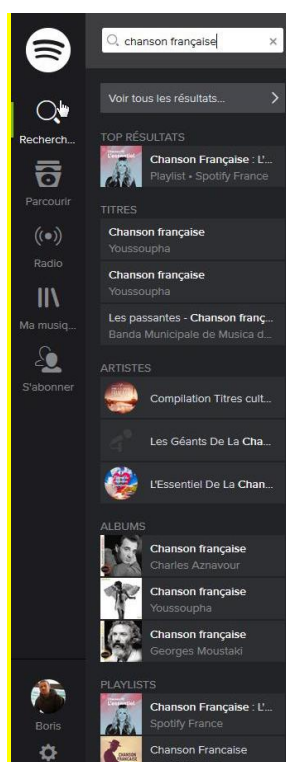 chanson française
Recherch...
Parcourir
Radio
Ma musiq...
S'abonner
Boris
Voir tous les résultats...
TOP RÉSULTATS
Chanson Française : L'...
Playlist • Spotify France
TITRES
Chanson française
Youssoupha
Chanson française
Youssoupha
Les passantes - Chanson franç...
Banda Municipale de Musica d...
ARTISTES
Compilation Titres cult...
Les Géants De La Cha...
L'Essentiel De La Chan...
ALBUMS
Chanson française
Charles Aznavour
Chanson française
Youssoupha
Chanson française
Georges Moustaki
PLAYLISTS
Chanson Française : L'...
Spotify France
Chanson Francaise